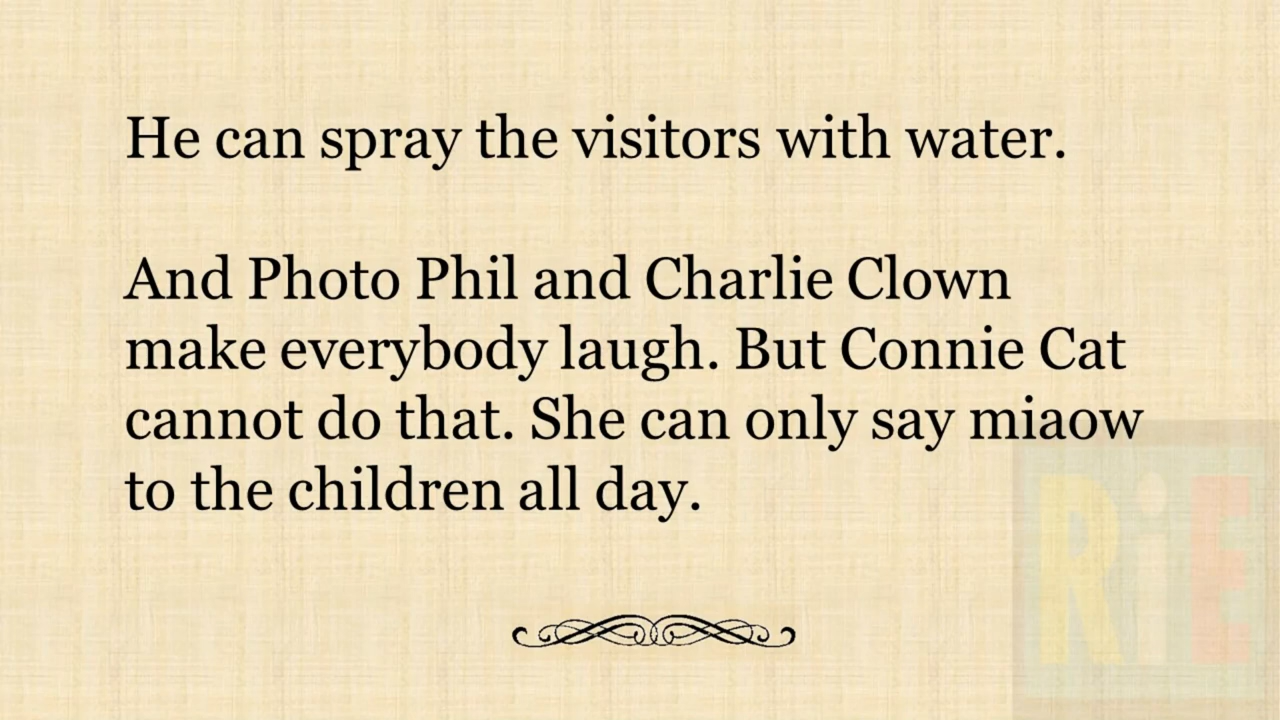 He can spray the visitors with water.
And Photo Phil and Charlie Clown
make everybody laugh. But Connie Cat
cannot do that. She can only say miaow
to the children all day.
RiE